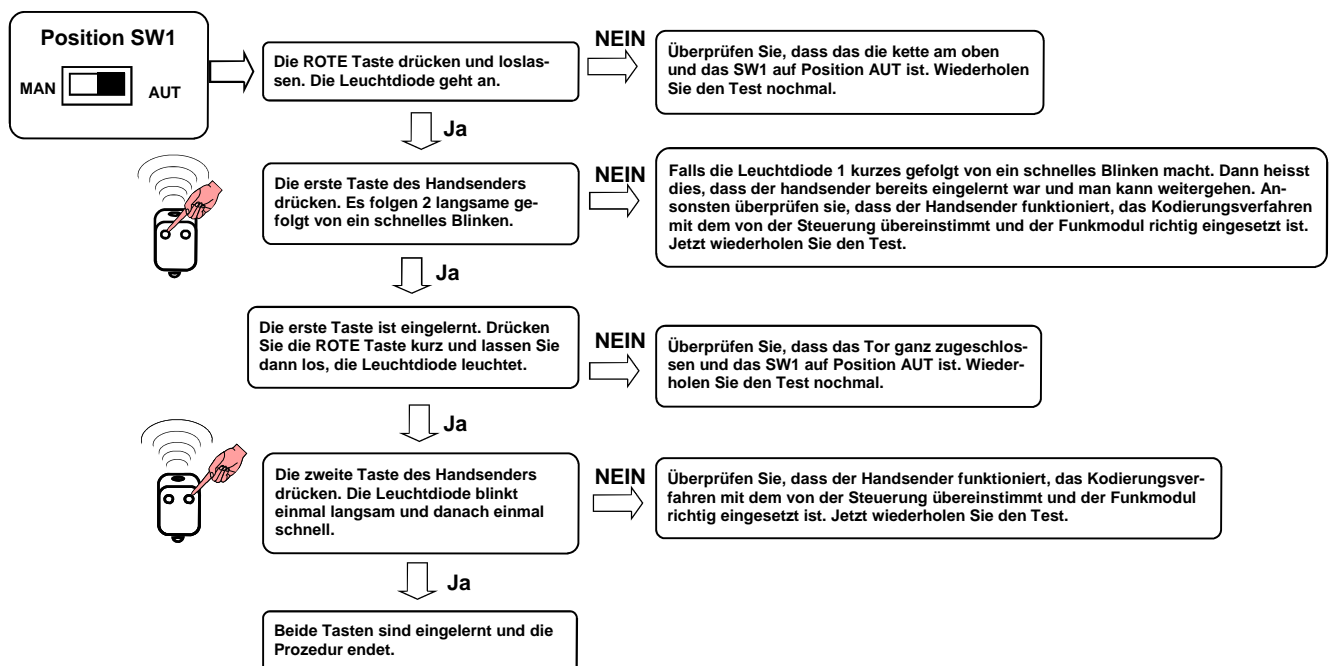 Position SW1
MAN
AUT
Die ROTE Taste drücken und loslas-
sen. Die Leuchtdiode geht an.
NEIN
Überprüfen Sie, dass das die kette am oben
und das SW1 auf Position AUT ist. Wiederholen
Sie den Test nochmal.
Ja
Die erste Taste des Handsenders
drücken. Es folgen 2 langsame ge-
folgt von ein schnelles Blinken.
NEIN
Falls die Leuchtdiode 1 kurzes gefolgt von ein schnelles Blinken macht. Dann heisst
dies, dass der handsender bereits eingelernt war und man kann weitergehen. An-
sonsten überprüfen sie, dass der Handsender funktioniert, das Kodierungsverfahren
mit dem von der Steuerung übereinstimmt und der Funkmodul richtig eingesetzt ist.
Jetzt wiederholen Sie den Test.
Ja
Die erste Taste ist eingelernt. Drücken
Sie die ROTE Taste kurz und lassen Sie
dann los, die Leuchtdiode leuchtet.
NEIN
Überprüfen Sie, dass das Tor ganz zugeschlos-
sen und das SW1 auf Position AUT ist. Wieder-
holen Sie den Test nochmal.
Ja
Die zweite Taste des Handsenders
drücken. Die Leuchtdiode blinkt
einmal langsam und danach einmal
schnell.
NEIN
Überprüfen Sie, dass der Handsender funktioniert, das Kodierungsver-
fahren mit dem von der Steuerung übereinstimmt und der Funkmodul
richtig eingesetzt ist. Jetzt wiederholen Sie den Test.
Ja
Beide Tasten sind eingelernt und die
Prozedur endet.